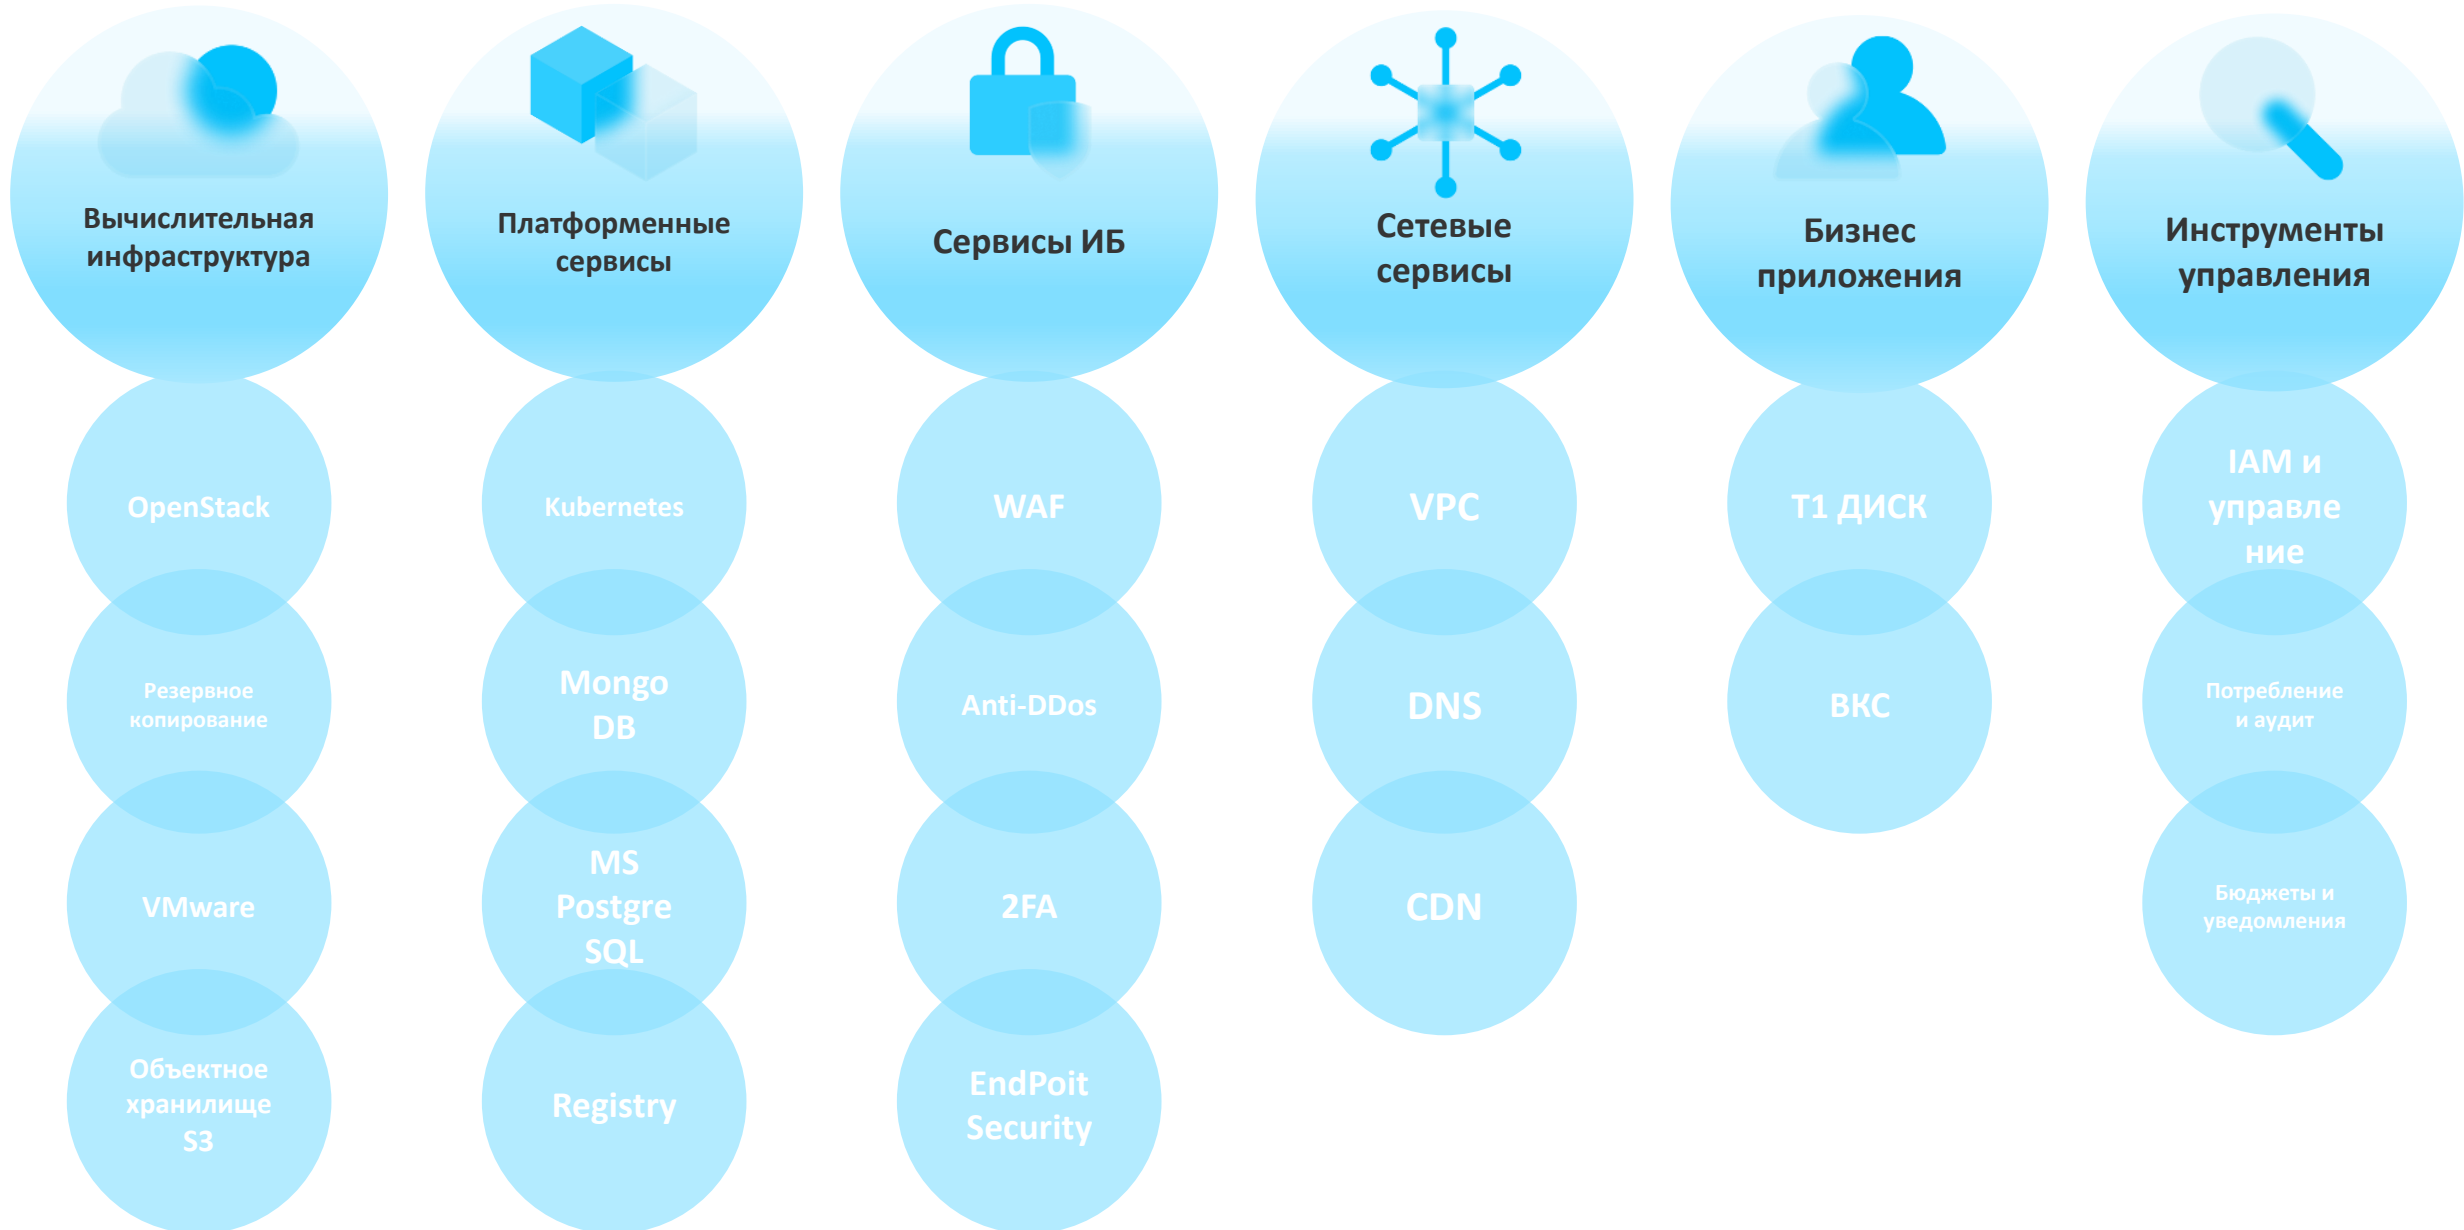 Вычислительная
инфраструктура
OpenStack
Резервное
копирование
VMware
Объектное
хранилище
S3
Платформенные
сервисы
Kubernetes
Mongo
DB
MS
Postgre
SQL
Registry
Сервисы ИБ
WAF
Anti-DDos
2FA
EndPoit
Security
Сетевые
сервисы
VPC
DNS
CDN
Бизнес
приложения
Т1 ДИСК
ВКС
Инструменты
управления
IAM и
управле
ние
Потребление
и аудит
Бюджеты и
уведомления